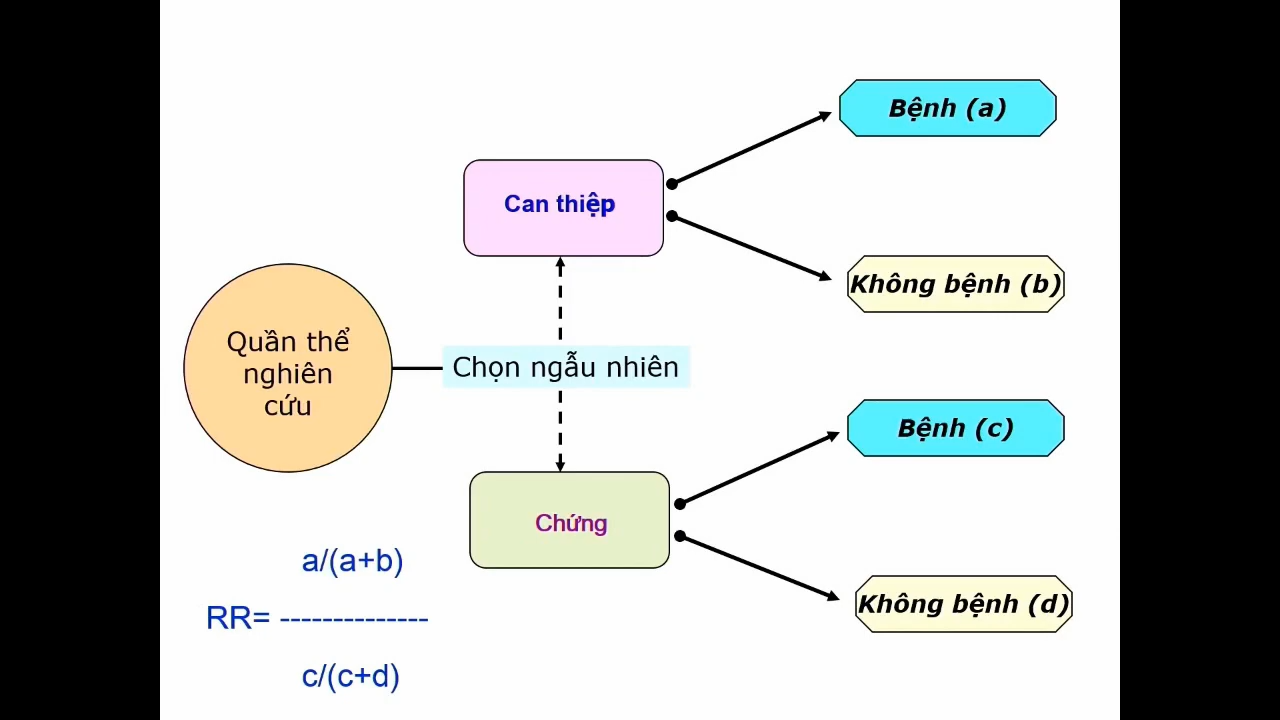 Bệnh (a)
Can thiệp
Không bệnh (b)
Quần thể
nghiên
cứu
Chọn ngẫu nhiên
Bệnh (c)
Chứng
Không bệnh (d)
a/(a+b)
RR= --------------
c/(c+d)